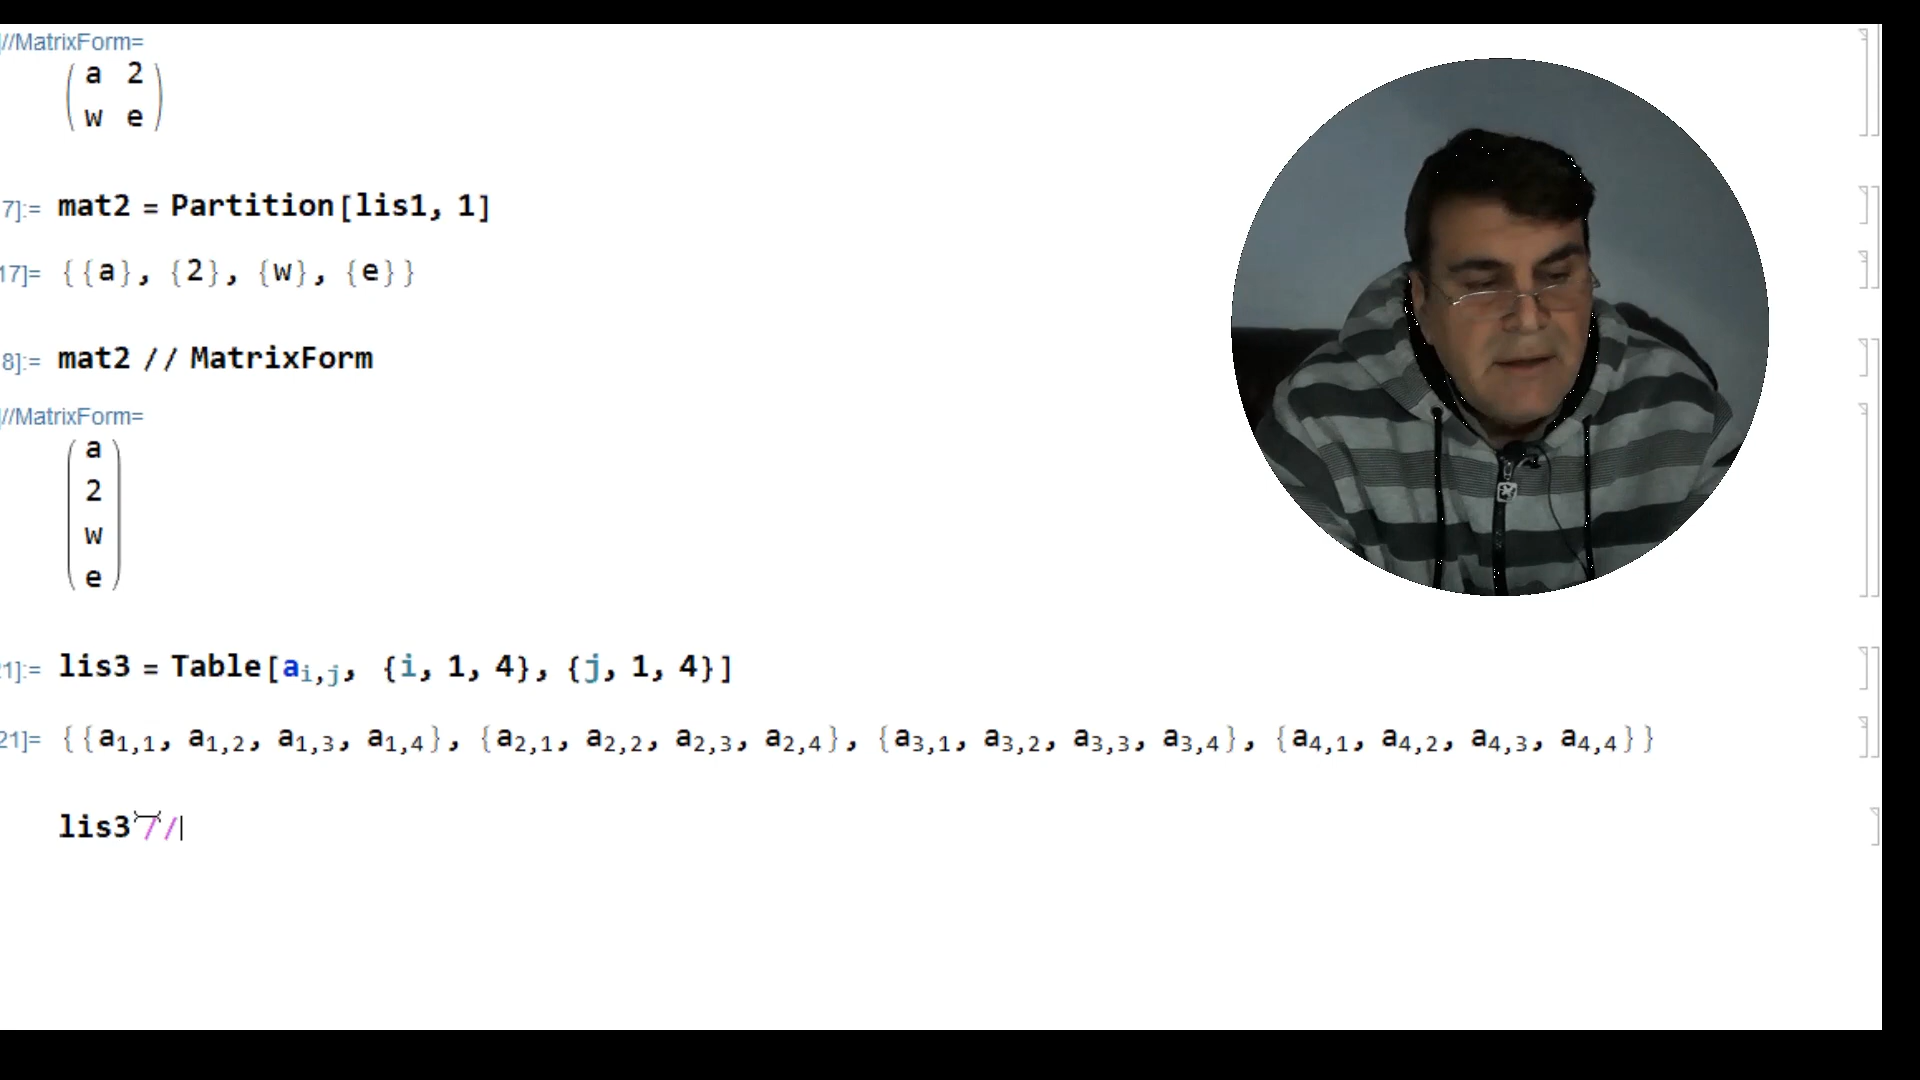 ]//MatrixForm=
a 2
w e
7]:= mat2 = Partition[lis1, 1]
17]= {{a}, {2}, {w}, {e}}
8]:= mat2 // MatrixForm
]//MatrixForm=
a
2
w
e
21]:= lis3 = Table[aᵢ,ⱼ, {i, 1, 4}, {j, 1, 4}]
21]= {{a₁,₁, a₁,₂, a₁,₃, a₁,₄}, {a₂,₁, a₂,₂, a₂,₃, a₂,₄}, {a₃,₁, a₃,₂, a₃,₃, a₃,₄}, {a₄,₁, a₄,₂, a₄,₃, a₄,₄}}
lis3 //